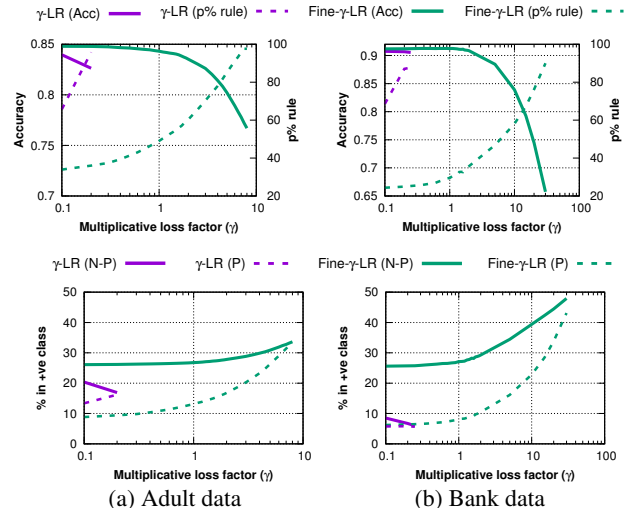 γ-LR (Acc) γ-LR (p% rule) Fine-γ-LR (Acc) Fine-γ-LR (p% rule)
0.85 0.8 0.75 0.7
Accuracy
100 80 60 40 20
p% rule
0.1 1 10
Multiplicative loss factor (γ)
0.9 0.85 0.8 0.75 0.7 0.65
Accuracy
100 80 60 40 20
p% rule
0.1 1 10 100
Multiplicative loss factor (γ)
γ-LR (N-P) γ-LR (P) Fine-γ-LR (N-P) Fine-γ-LR (P)
50 40 30 20 10 0
% in +ve class
0.1 1 10
Multiplicative loss factor (γ)
(a) Adult data
50 40 30 20 10 0
% in +ve class
0.1 1 10 100
Multiplicative loss factor (γ)
(b) Bank data